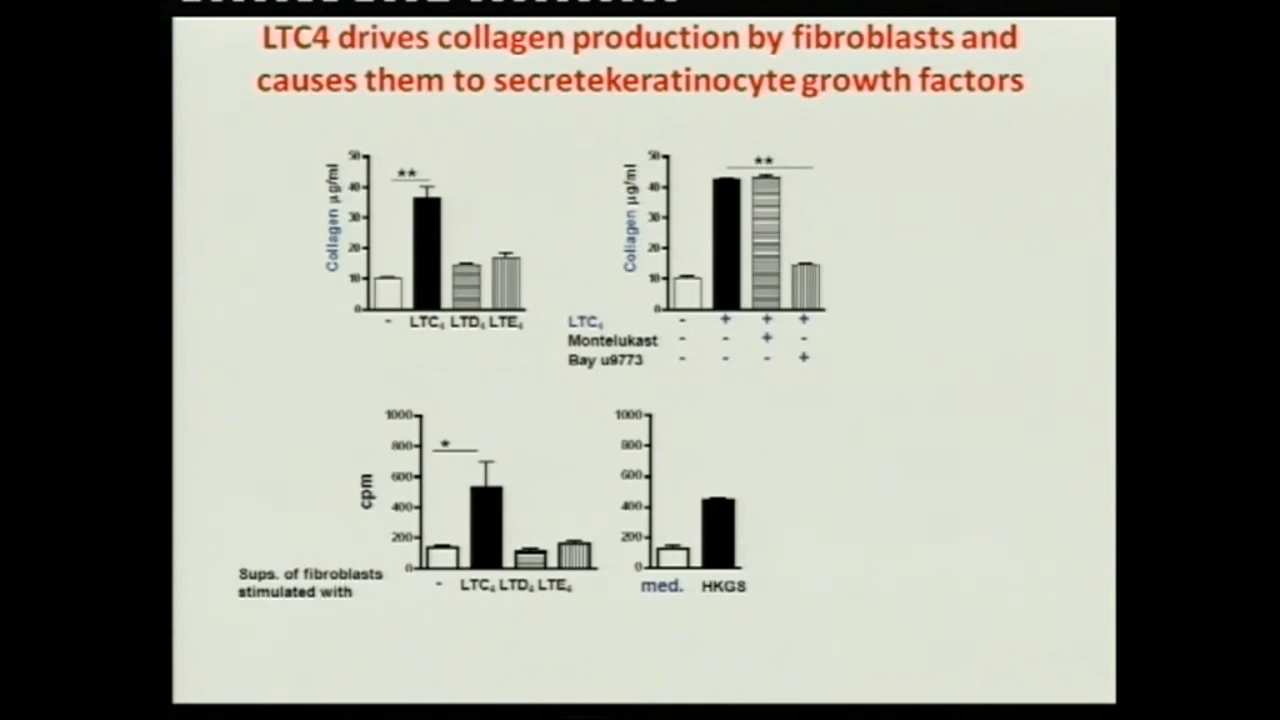 LTC4 drives collagen production by fibroblasts and
causes them to secretekeratinocyte growth factors
Collagen µg/ml
50
40
30
20
10
0
**
- LTC₄ LTD₄ LTE₄
Collagen µg/ml
50
40
30
20
10
0
**
LTC₄ - + + +
Montelukast - - + -
Bay u9773 - - - +
cpm
1000
800
600
400
200
0
*
Sups. of fibroblasts
stimulated with
- LTC₄ LTD₄ LTE₄
1000
800
600
400
200
0
med. HKGS